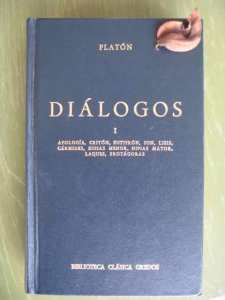 PLATÓN
DIÁLOGOS
I
APOLOGÍA, CRITÓN, EUTIFRÓN, ION, LISIS,
CÁRMIDES, HIPIAS MENOR, HIPIAS MAYOR,
LAQUES, PROTÁGORAS
BIBLIOTECA CLÁSICA GREDOS